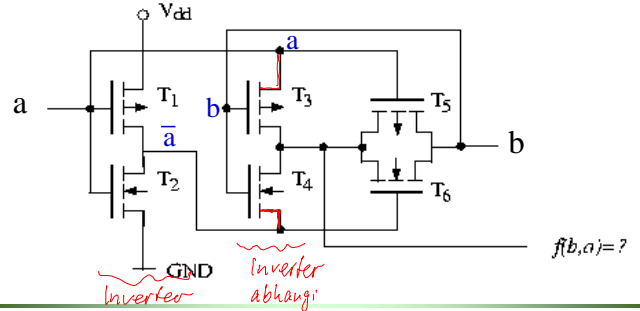 Vdd
a
a
T1
b
T3
T5
b
a
T2
T4
T6
f(b,a)=?
GND
Inverter
Inverter
abhangi